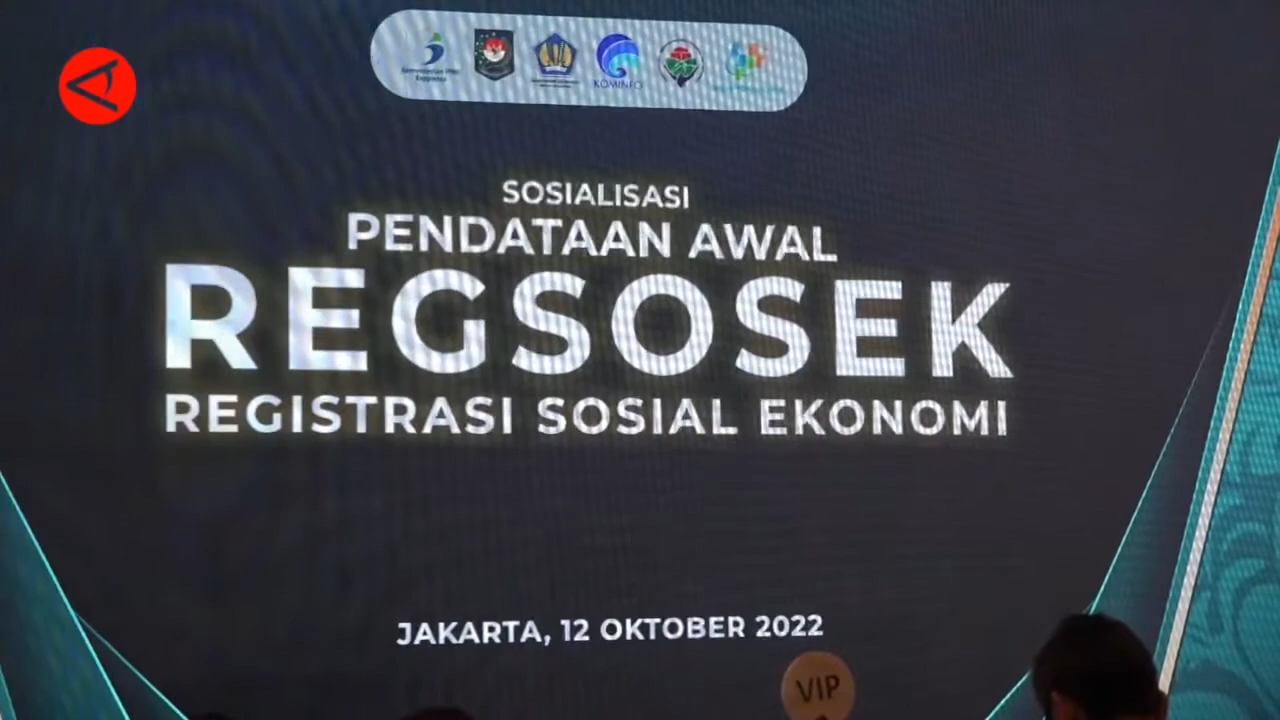 KOMINFO
SOSIALISASI
PENDATAAN AWAL
REGSOSEK
REGISTRASI SOSIAL EKONOMI
JAKARTA, 12 OKTOBER 2022
VIP